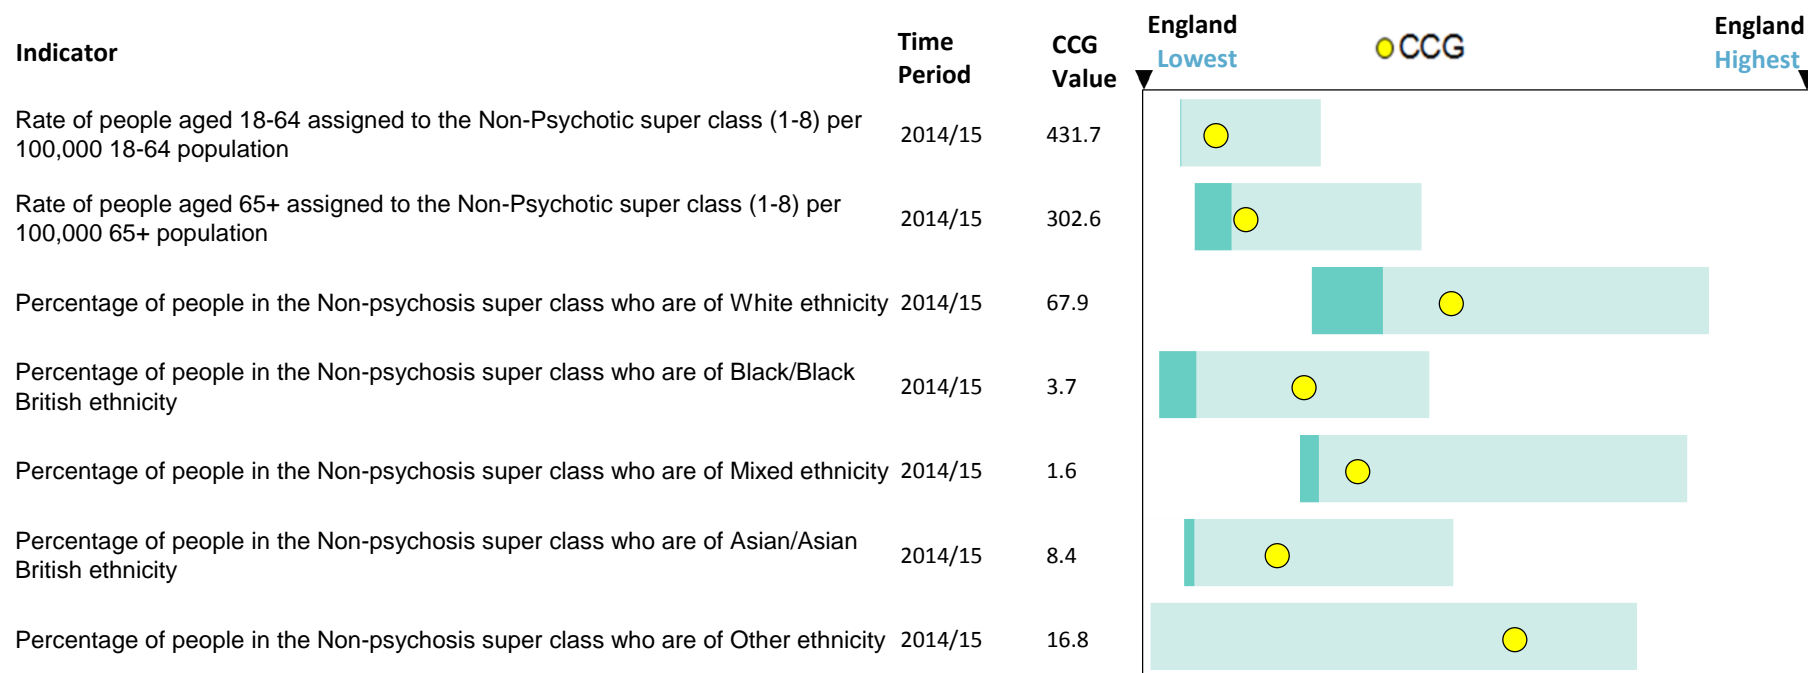 Indicator
Time
Period
CCG
Value
England
Lowest
CCG
England
Highest
Rate of people aged 18-64 assigned to the Non-Psychotic super class (1-8) per
100,000 18-64 population
2014/15
431.7
Rate of people aged 65+ assigned to the Non-Psychotic super class (1-8) per
100,000 65+ population
2014/15
302.6
Percentage of people in the Non-psychosis super class who are of White ethnicity
2014/15
67.9
Percentage of people in the Non-psychosis super class who are of Black/Black
British ethnicity
2014/15
3.7
Percentage of people in the Non-psychosis super class who are of Mixed ethnicity
2014/15
1.6
Percentage of people in the Non-psychosis super class who are of Asian/Asian
British ethnicity
2014/15
8.4
Percentage of people in the Non-psychosis super class who are of Other ethnicity
2014/15
16.8